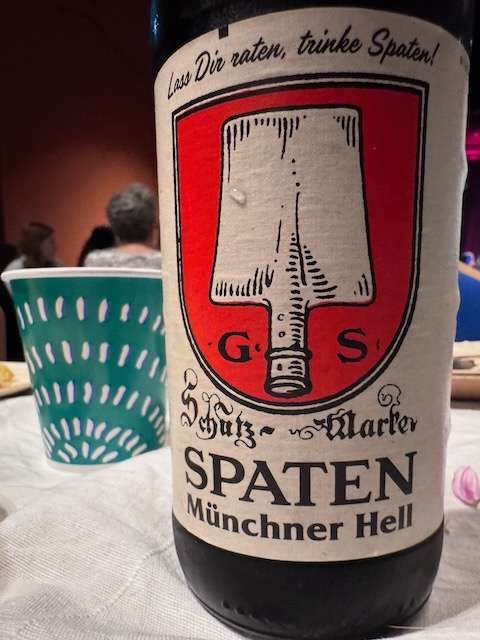 Lass Dir raten, trinke Spaten!
G. S.
Schutz-Marke
SPATEN
Münchner Hell